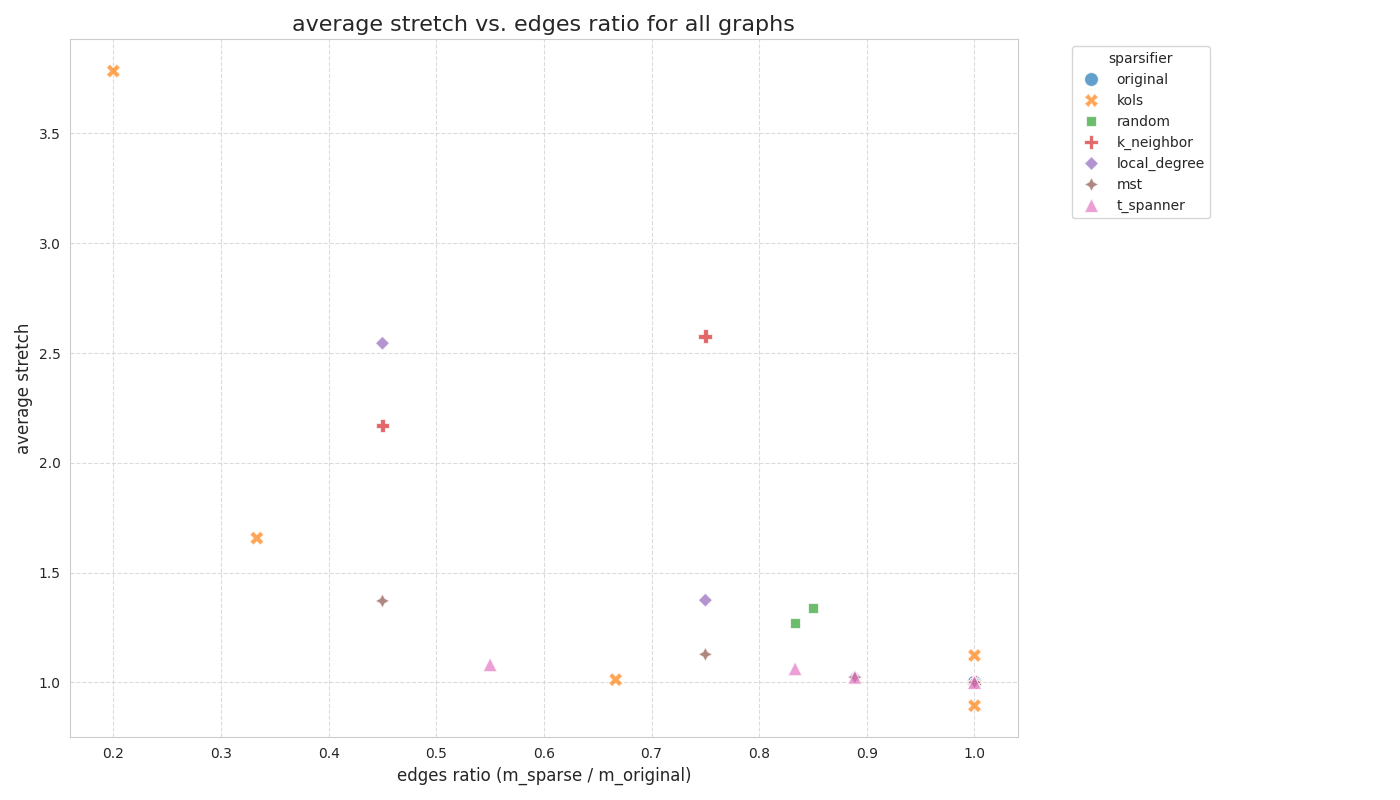 average stretch vs. edges ratio for all graphs
average stretch
3.5
3.0
2.5
2.0
1.5
1.0
0.2 0.3 0.4 0.5 0.6 0.7 0.8 0.9 1.0
edges ratio (m_sparse / m_original)
sparsifier
original
kols
random
k_neighbor
local_degree
mst
t_spanner